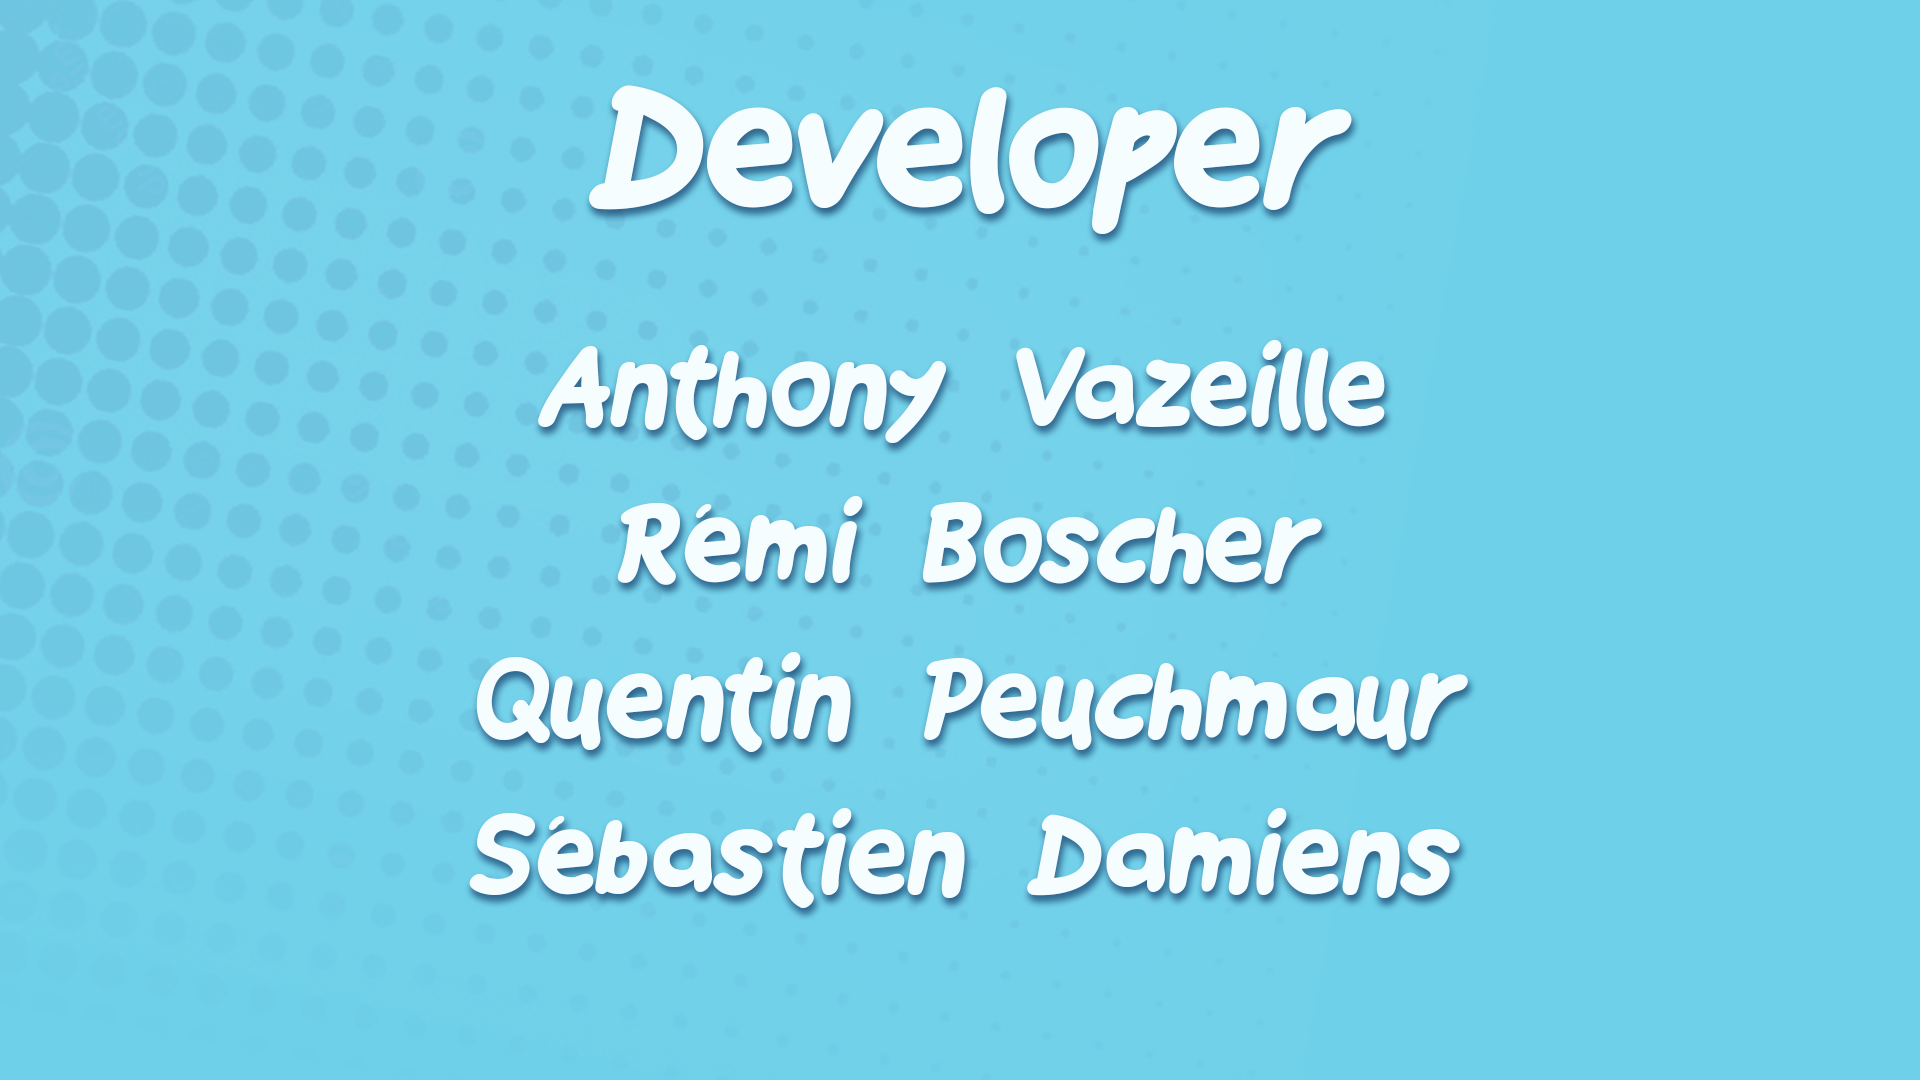 Developer
Anthony Vazeille
Rémi Boscher
Quentin Peuchmaur
Sébastien Damiens